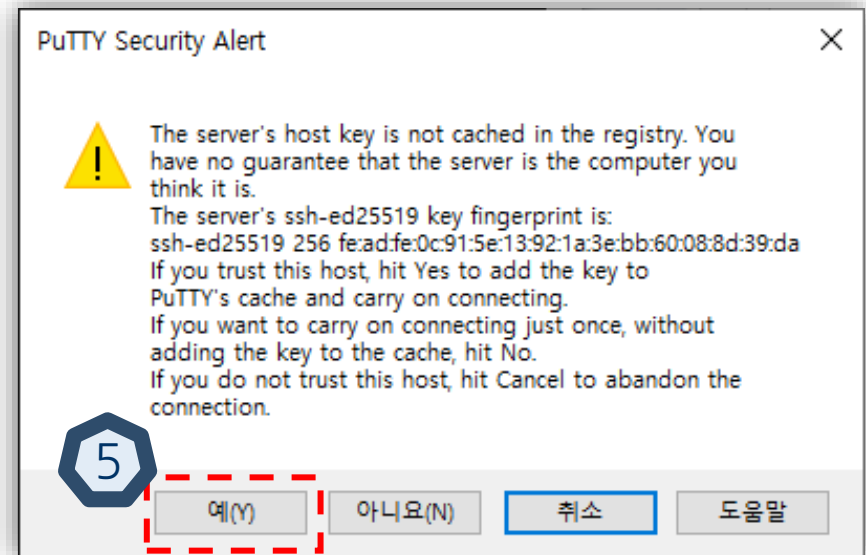 PuTTY Security Alert
The server's host key is not cached in the registry. You
have no guarantee that the server is the computer you
think it is.
The server's ssh-ed25519 key fingerprint is:
ssh-ed25519 256 fe:ad:fe:0c:91:5e:13:92:1a:3e:bb:60:08:8d:39:da
If you trust this host, hit Yes to add the key to
PuTTY's cache and carry on connecting.
If you want to carry on connecting just once, without
adding the key to the cache, hit No.
If you do not trust this host, hit Cancel to abandon the
connection.
5
예(Y) 아니요(N) 취소 도움말